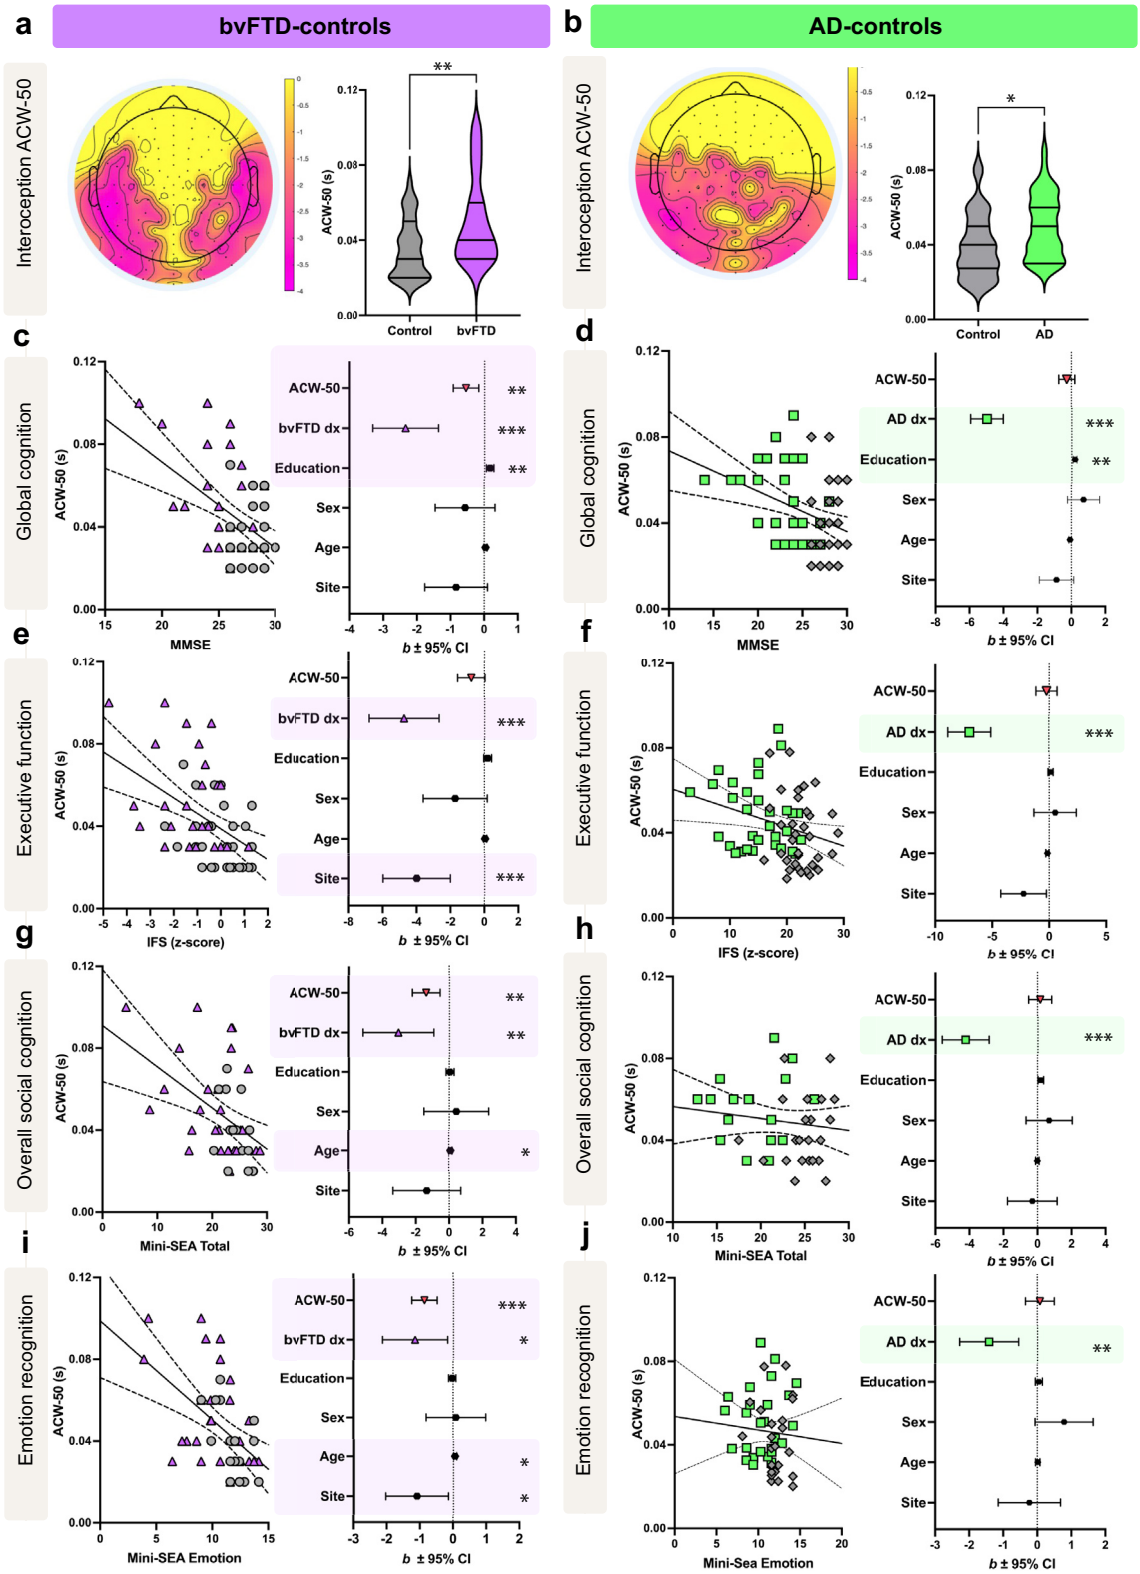 a bvFTD-controls
b AD-controls
Interoception ACW-50
0
-0.5
-1
-1.5
-2
-2.5
-3
-3.5
-4
**
ACW-50 (s)
0.12
0.08
0.04
0.00
Control bvFTD
Interoception ACW-50
-0.5
-1
-1.5
-2
-2.5
-3
-3.5
-4
*
ACW-50 (s)
0.12
0.08
0.04
0.00
Control AD
c
Global cognition
ACW-50 (s)
0.12
0.08
0.04
0.00
15 20 25 30
MMSE
ACW-50 **
bvFTD dx ***
Education **
Sex
Age
Site
-4 -3 -2 -1 0 1
b ± 95% CI
d
Global cognition
ACW-50 (s)
0.12
0.08
0.04
0.00
10 15 20 25 30
MMSE
ACW-50
AD dx ***
Education **
Sex
Age
Site
-8 -6 -4 -2 0 2
b ± 95% CI
e
Executive function
ACW-50 (s)
0.12
0.08
0.04
0.00
-5 -4 -3 -2 -1 0 1 2
IFS (z-score)
ACW-50
bvFTD dx ***
Education
Sex
Age
Site ***
-8 -6 -4 -2 0 2
b ± 95% CI
f
Executive function
ACW-50 (s)
0.12
0.08
0.04
0.00
0 10 20 30
IFS (z-score)
ACW-50
AD dx ***
Education
Sex
Age
Site
-10 -5 0 5
b ± 95% CI
g
Overall social cognition
ACW-50 (s)
0.12
0.08
0.04
0.00
0 10 20 30
Mini-SEA Total
ACW-50 **
bvFTD dx **
Education
Sex
Age *
Site
-6 -4 -2 0 2 4
b ± 95% CI
h
Overall social cognition
ACW-50 (s)
0.12
0.08
0.04
0.00
10 15 20 25 30
Mini-SEA Total
ACW-50
AD dx ***
Education
Sex
Age
Site
-6 -4 -2 0 2 4
b ± 95% CI
i
Emotion recognition
ACW-50 (s)
0.12
0.08
0.04
0.00
0 5 10 15
Mini-SEA Emotion
ACW-50 ***
bvFTD dx *
Education
Sex
Age *
Site *
-3 -2 -1 0 1 2
b ± 95% CI
j
Emotion recognition
ACW-50 (s)
0.12
0.08
0.04
0.00
0 5 10 15 20
Mini-Sea Emotion
ACW-50
AD dx **
Education
Sex
Age
Site
-3 -2 -1 0 1 2
b ± 95% CI